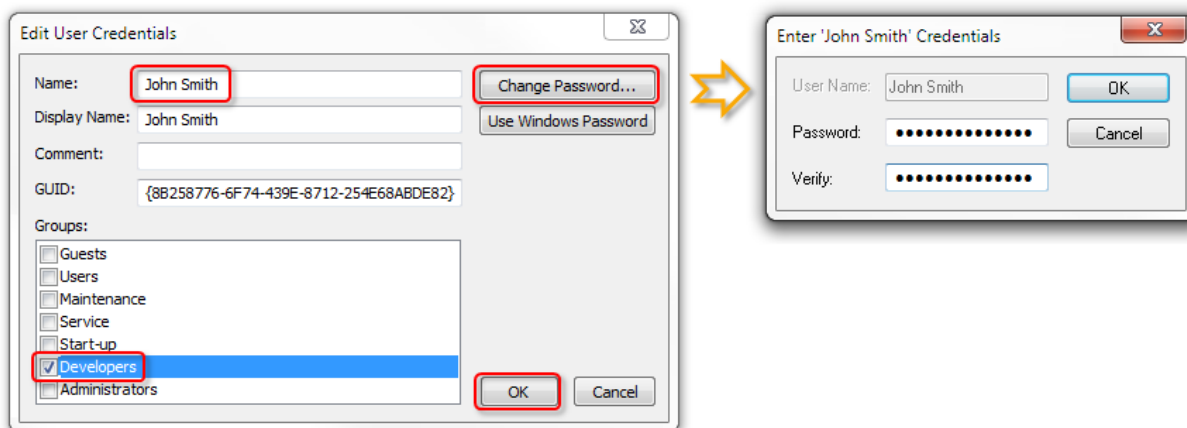 Edit User Credentials
Name: John Smith
Change Password...
Display Name: John Smith
Use Windows Password
Comment:
GUID: {8B258776-6F74-439E-8712-254E68ABDE82}
Groups:
Guests
Users
Maintenance
Service
Start-up
Developers
Administrators
OK Cancel
Enter 'John Smith' Credentials
User Name: John Smith
OK
Password: ●●●●●●●●●●●●●●
Cancel
Verify: ●●●●●●●●●●●●●●